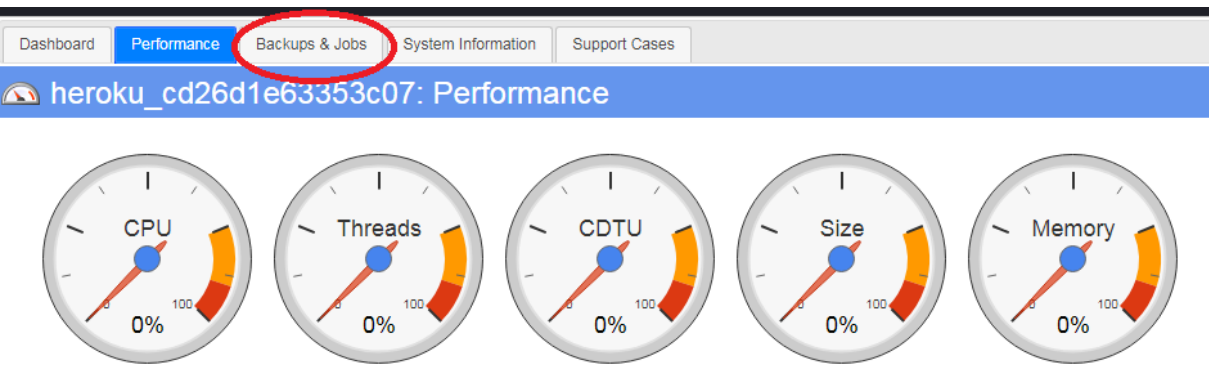 Dashboard Performance Backups & Jobs System Information Support Cases
heroku_cd26d1e63353c07: Performance
CPU Threads CDTU Size Memory
0 100 0 100 0 100 0 100 0 100
0% 0% 0% 0% 0%